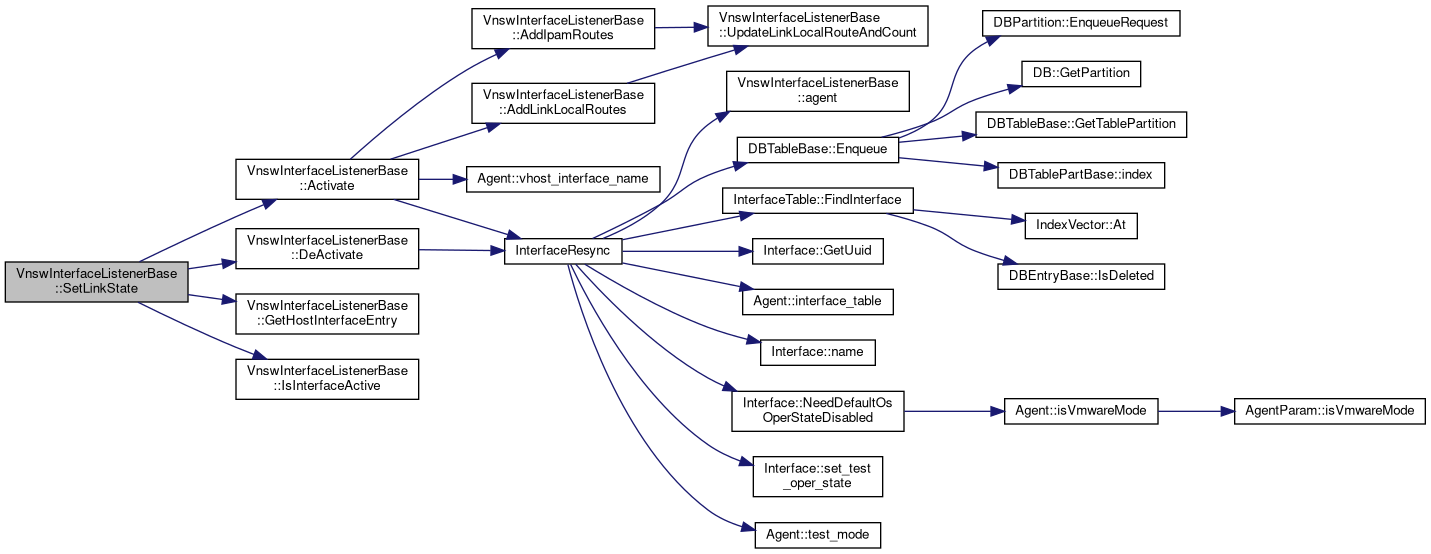 VnswInterfaceListenerBase
::SetLinkState
VnswInterfaceListenerBase
::Activate
VnswInterfaceListenerBase
::DeActivate
VnswInterfaceListenerBase
::GetHostInterfaceEntry
VnswInterfaceListenerBase
::IsInterfaceActive
VnswInterfaceListenerBase
::AddIpamRoutes
VnswInterfaceListenerBase
::AddLinkLocalRoutes
Agent::vhost_interface_name
InterfaceResync
VnswInterfaceListenerBase
::UpdateLinkLocalRouteAndCount
VnswInterfaceListenerBase
::agent
DBTableBase::Enqueue
InterfaceTable::FindInterface
Interface::GetUuid
Agent::interface_table
Interface::name
Interface::NeedDefaultOs
OperStateDisabled
Interface::set_test
_oper_state
Agent::test_mode
DBPartition::EnqueueRequest
DB::GetPartition
DBTableBase::GetTablePartition
DBTablePartBase::index
IndexVector::At
DBEntryBase::IsDeleted
Agent::isVmwareMode
AgentParam::isVmwareMode